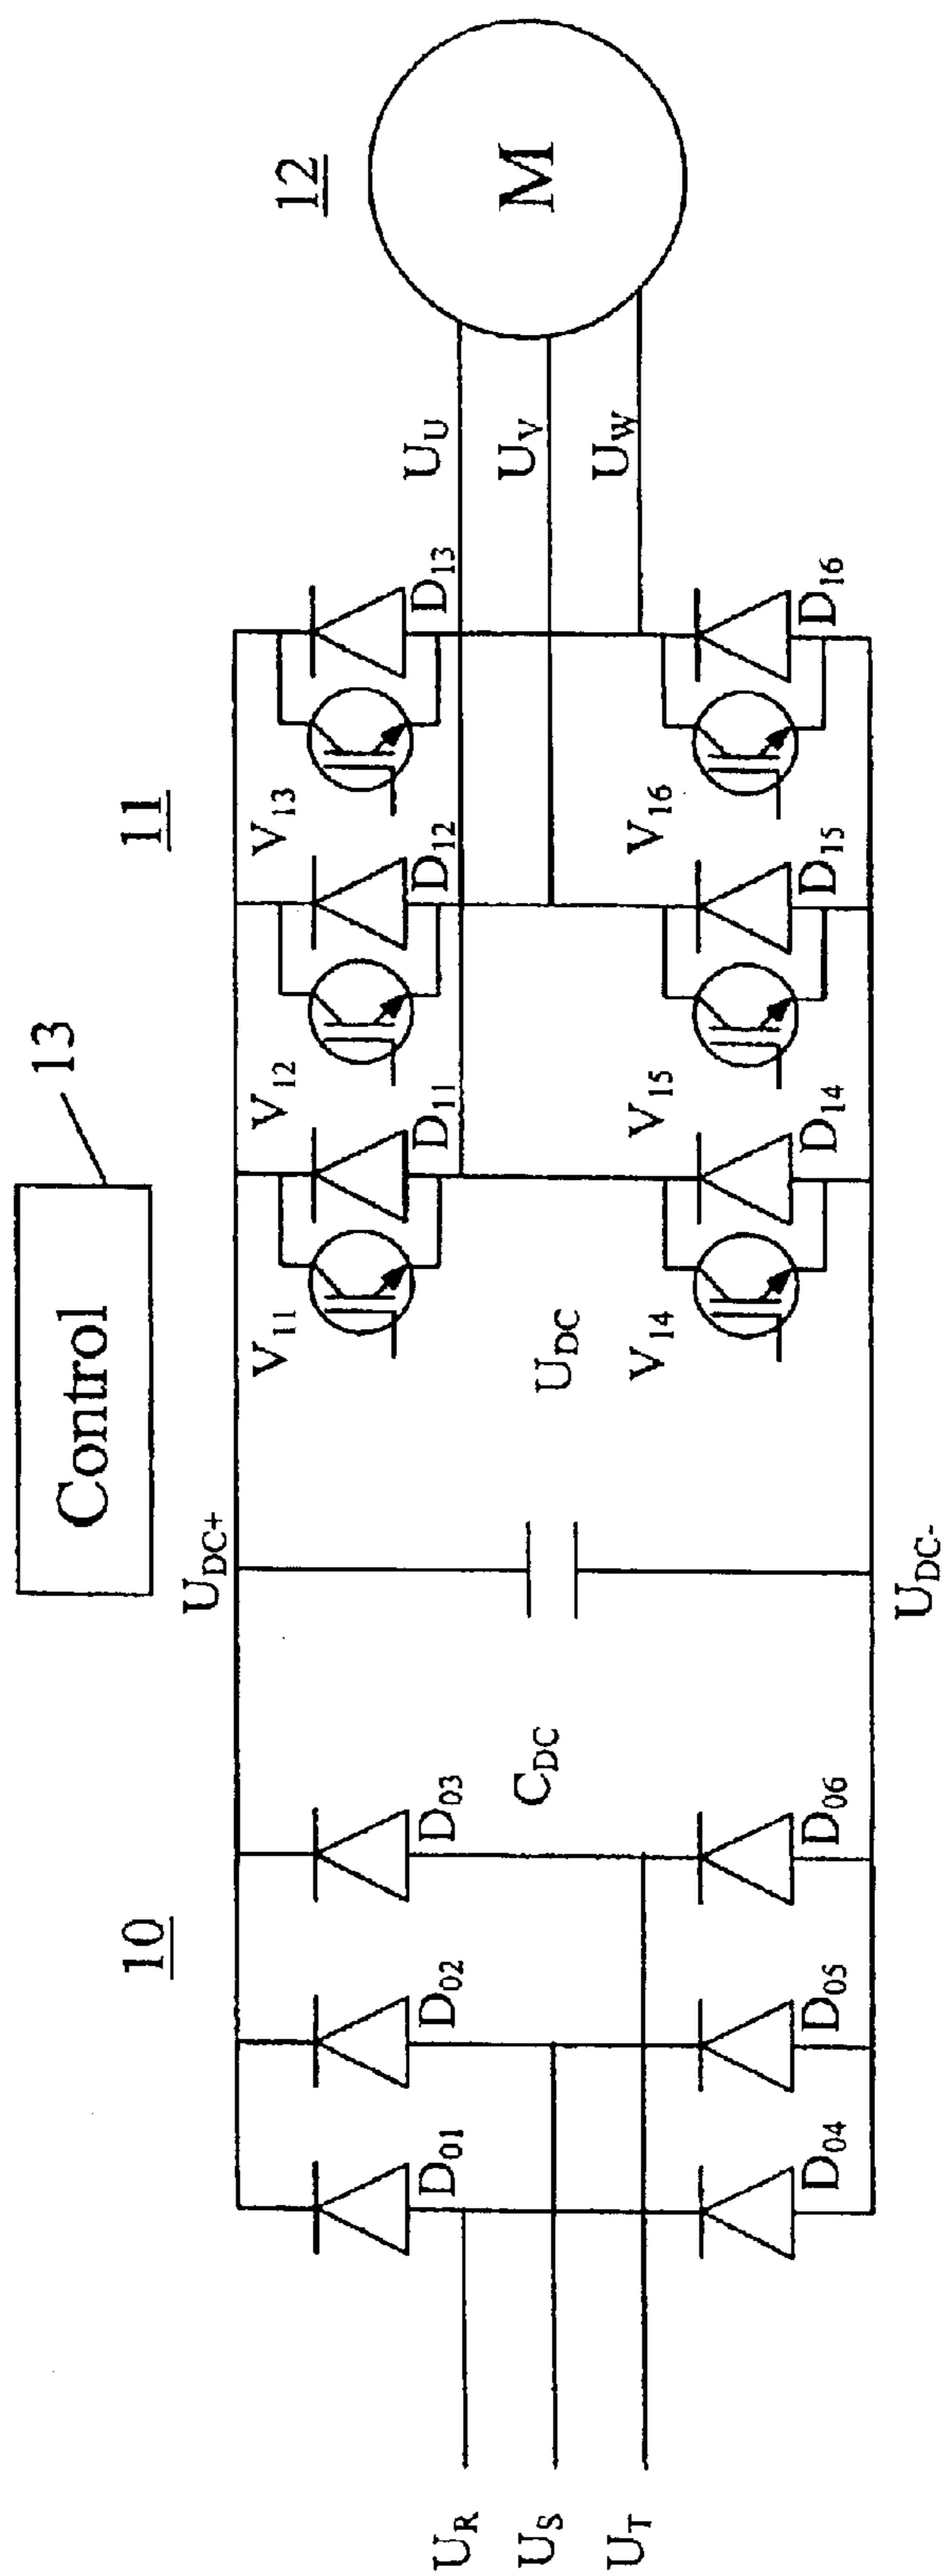 Control
13
10
11
12
U_DC+
V_11
V_12
V_13
D_01
D_02
D_03
D_11
D_12
D_13
U_R
U_S
U_T
C_DC
U_DC
U_U
U_V
U_W
M
V_14
V_15
V_16
D_04
D_05
D_06
D_14
D_15
D_16
U_DC-